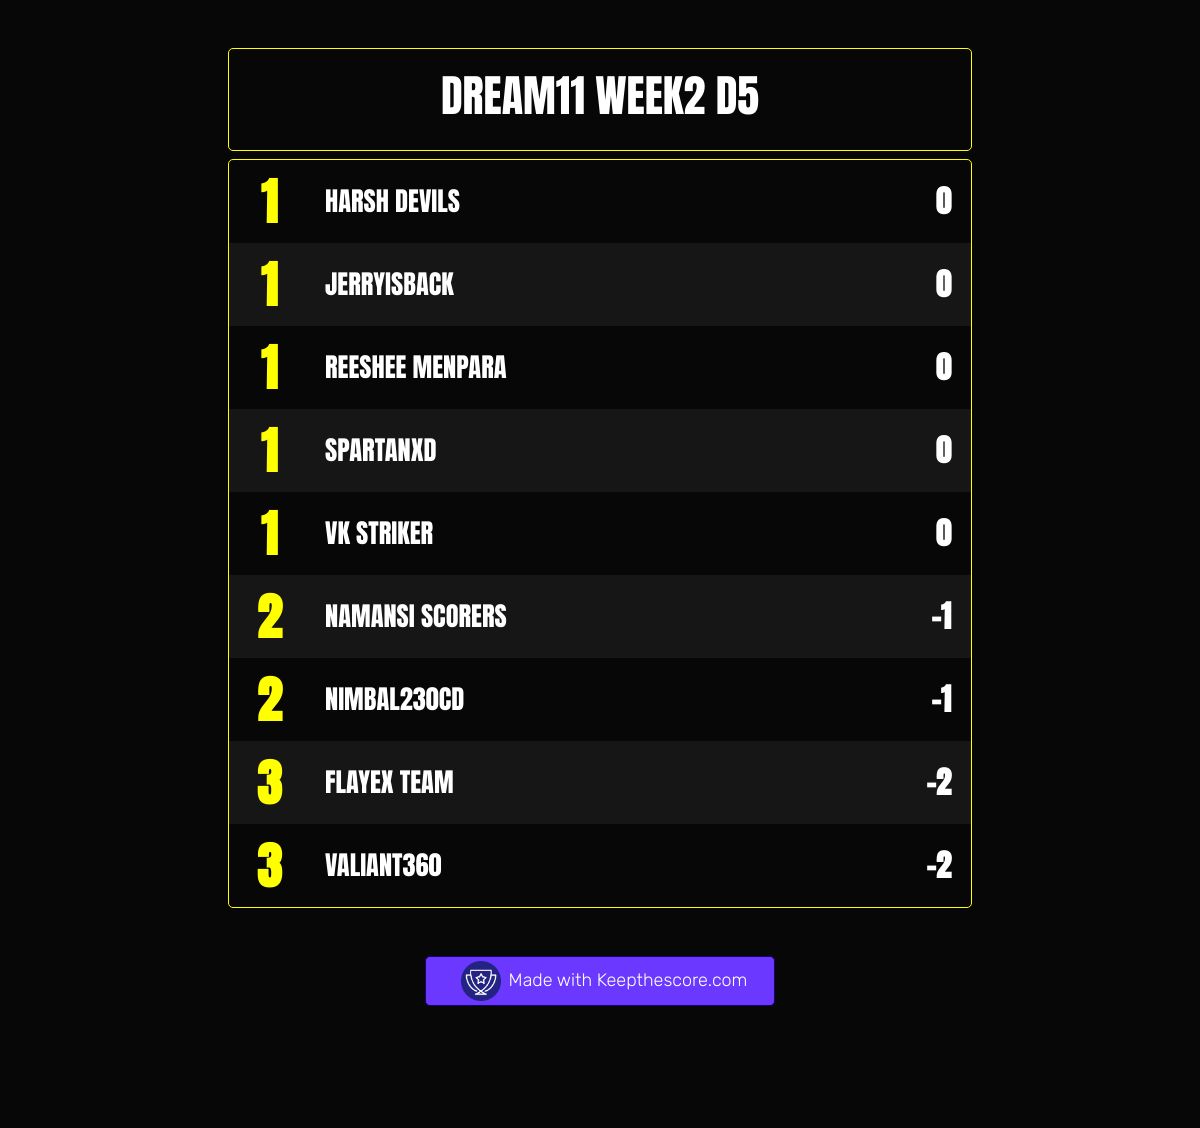 DREAM11 WEEK2 D5
1 HARSH DEVILS 0
1 JERRYISBACK 0
1 REESHEE MENPARA 0
1 SPARTANXD 0
1 VK STRIKER 0
2 NAMANSI SCORERS -1
2 NIMBAL230CD -1
3 FLAYEX TEAM -2
3 VALIANT360 -2
Made with Keepthescore.com